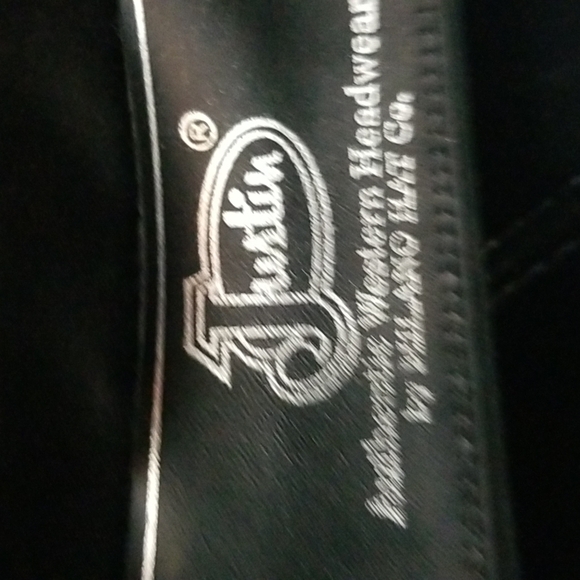 Justin®
Authentic Western Headwear
by MILANO HAT Co.